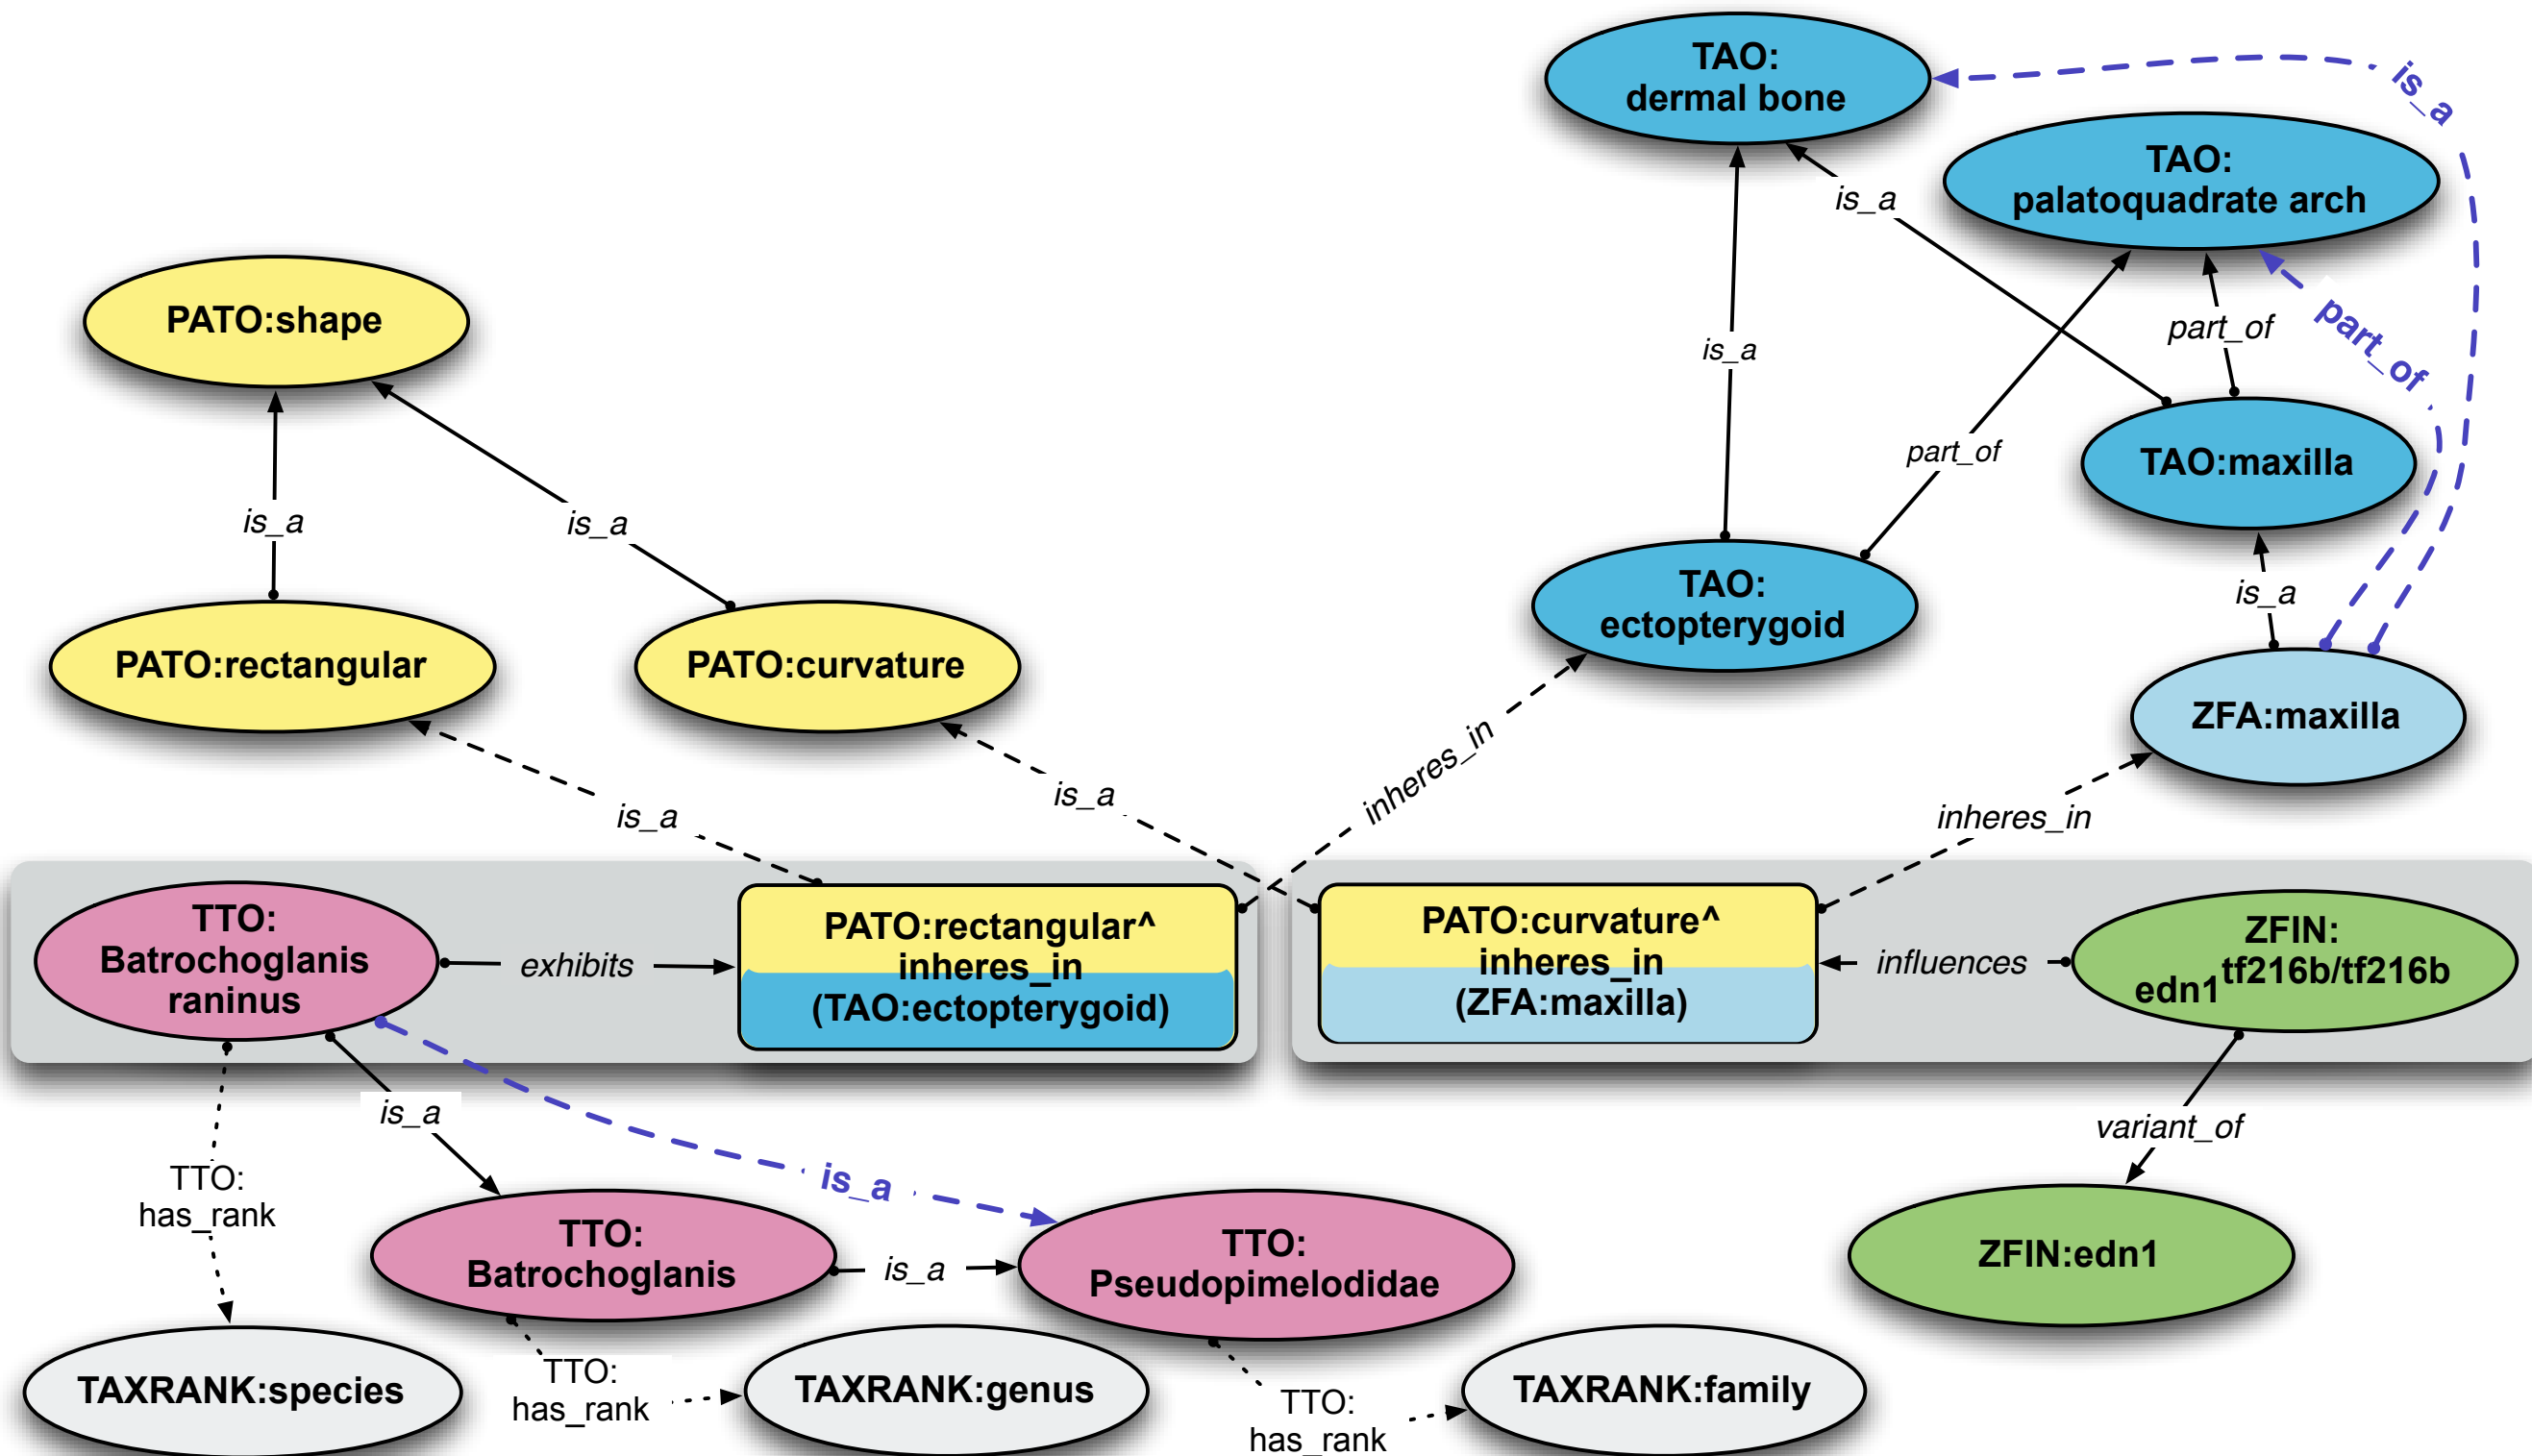 TAO:
dermal bone
is_a
TAO:
palatoquadrate arch
is_a
PATO:shape
part_of
part_of
is_a
part_of
TAO:maxilla
is_a
is_a
TAO:
ectopterygoid
is_a
PATO:rectangular
PATO:curvature
ZFA:maxilla
inheres_in
is_a
is_a
inheres_in
TTO:
Batrochoglanis
raninus
exhibits
PATO:rectangular^
inheres_in
(TAO:ectopterygoid)
PATO:curvature^
inheres_in
(ZFA:maxilla)
influences
ZFIN:
edn1tf216b/tf216b
is_a
variant_of
TTO:
has_rank
is_a
TTO:
Batrochoglanis
is_a
TTO:
Pseudopimelodidae
ZFIN:edn1
TAXRANK:species
TTO:
has_rank
TAXRANK:genus
TTO:
has_rank
TAXRANK:family